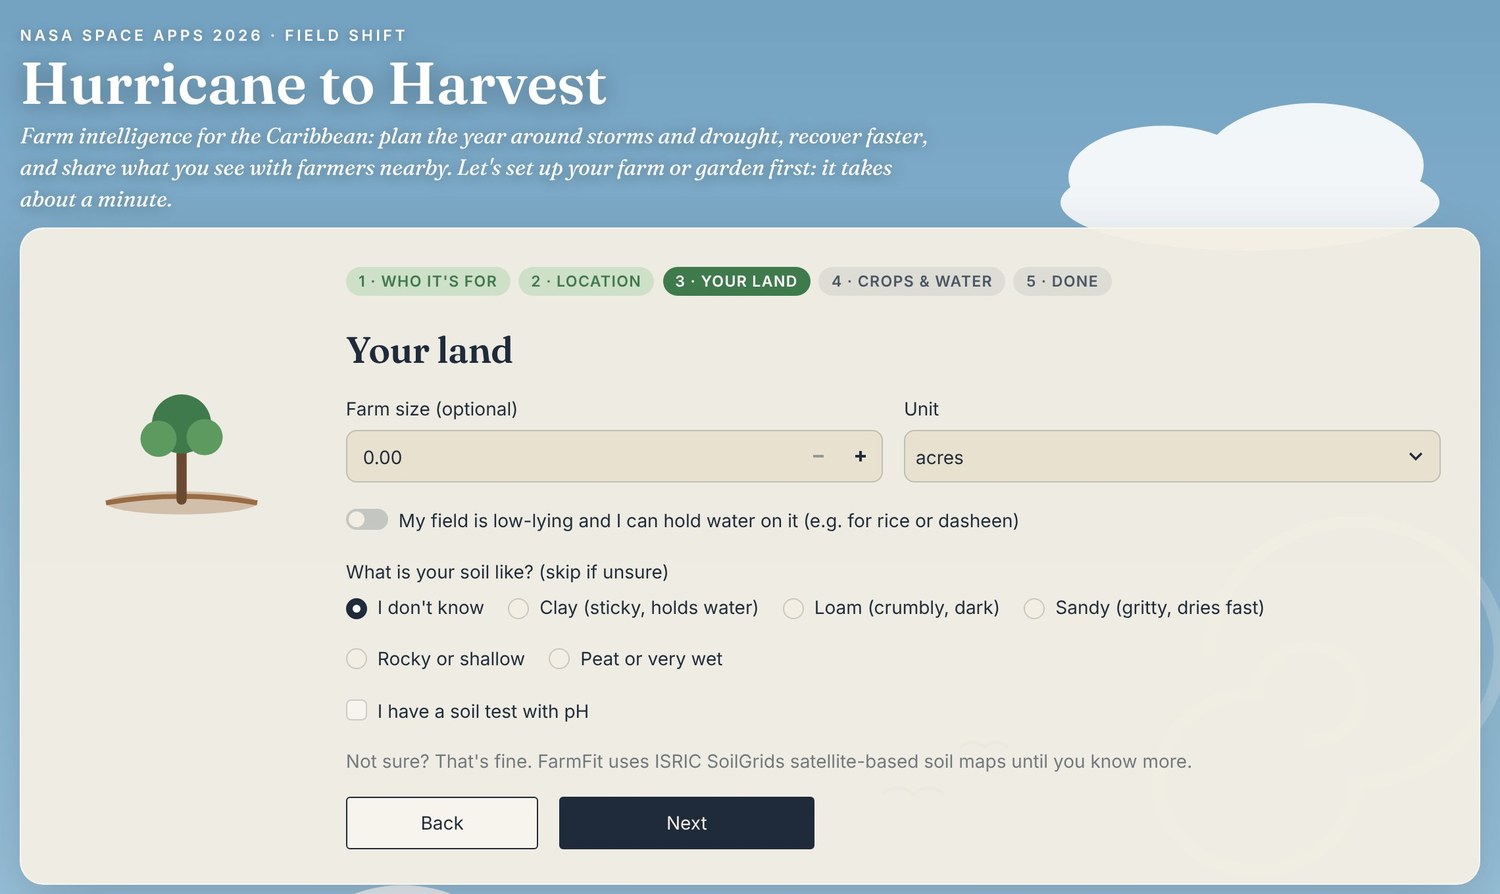 NASA SPACE APPS 2026 · FIELD SHIFT
Hurricane to Harvest
Farm intelligence for the Caribbean: plan the year around storms and drought, recover faster,
and share what you see with farmers nearby. Let's set up your farm or garden first: it takes
about a minute.
1 · WHO IT'S FOR 2 · LOCATION 3 · YOUR LAND 4 · CROPS & WATER 5 · DONE
Your land
Farm size (optional) Unit
0.00 − + acres
My field is low-lying and I can hold water on it (e.g. for rice or dasheen)
What is your soil like? (skip if unsure)
I don't know Clay (sticky, holds water) Loam (crumbly, dark) Sandy (gritty, dries fast)
Rocky or shallow Peat or very wet
I have a soil test with pH
Not sure? That's fine. FarmFit uses ISRIC SoilGrids satellite-based soil maps until you know more.
Back Next